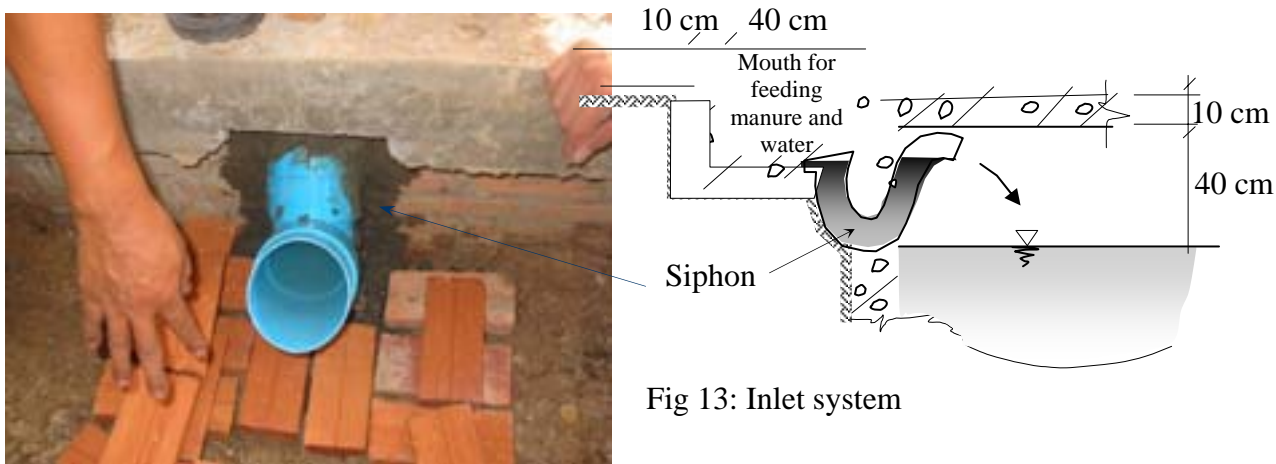 10 cm 40 cm
Mouth for
feeding
manure and
water
10 cm
40 cm
Siphon
Fig 13: Inlet system